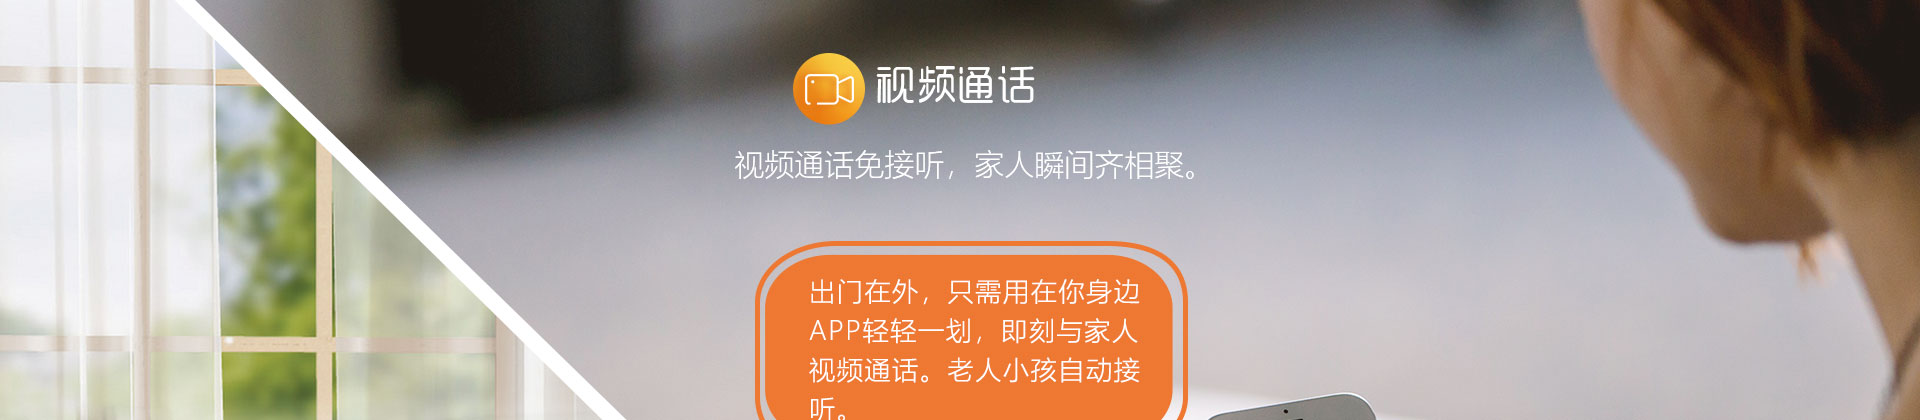 视频通话
视频通话免接听，家人瞬间齐相聚。
出门在外，只需用在你身边
APP轻轻一划，即刻与家人
视频通话。老人小孩自动接
听。